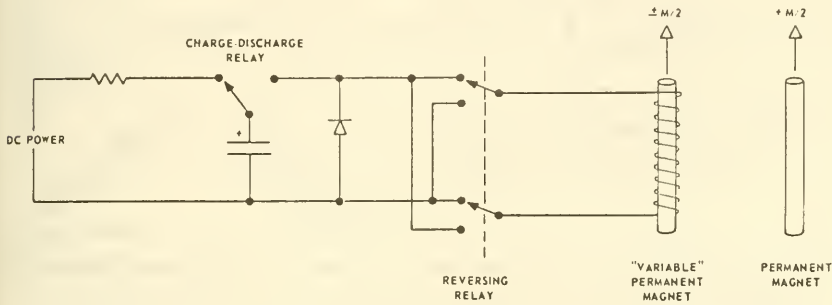 ± M/2
+ M/2
CHARGE-DISCHARGE
RELAY
DC POWER
+
REVERSING
RELAY
"VARIABLE"
PERMANENT
MAGNET
PERMANENT
MAGNET